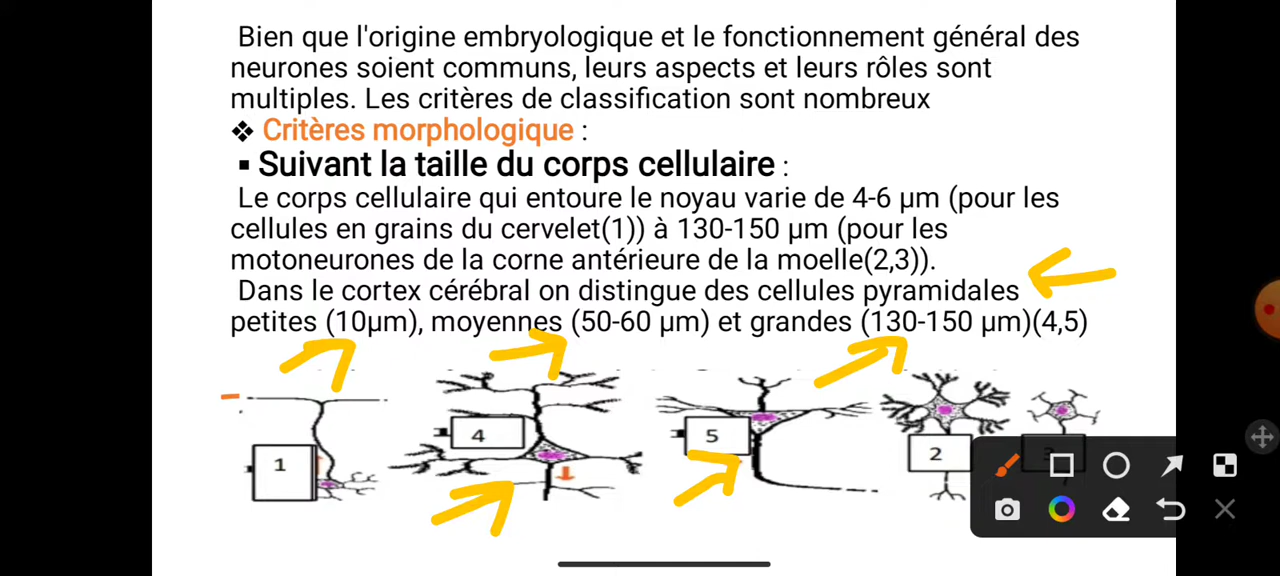 Bien que l'origine embryologique et le fonctionnement général des
neurones soient communs, leurs aspects et leurs rôles sont
multiples. Les critères de classification sont nombreux
❖ Critères morphologique :
▪ Suivant la taille du corps cellulaire :
Le corps cellulaire qui entoure le noyau varie de 4-6 µm (pour les
cellules en grains du cervelet(1)) à 130-150 µm (pour les
motoneurones de la corne antérieure de la moelle(2,3)).
Dans le cortex cérébral on distingue des cellules pyramidales
petites (10µm), moyennes (50-60 µm) et grandes (130-150 µm)(4,5)
1 4 5 2 3